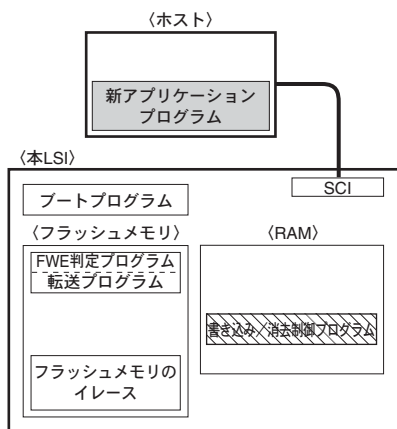 〈ホスト〉
新アプリケーション
プログラム
〈本LSI〉
SCI
ブートプログラム
〈フラッシュメモリ〉
〈RAM〉
FWE判定プログラム
転送プログラム
書き込み／消去制御プログラム
フラッシュメモリの
イレース